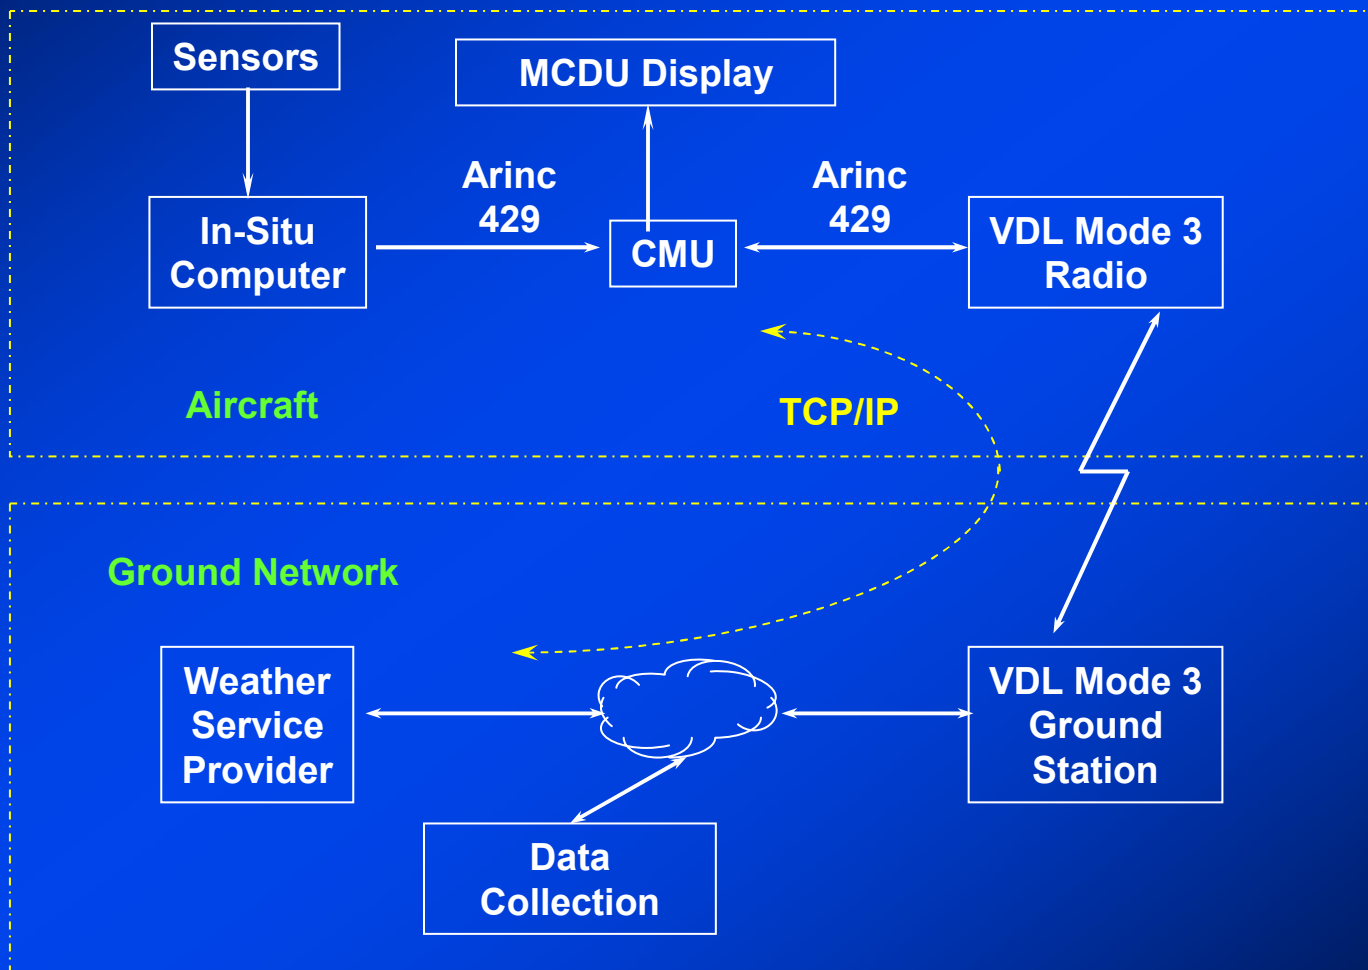 Sensors
MCDU Display
Arinc
429
Arinc
429
In-Situ
Computer
CMU
VDL Mode 3
Radio
Aircraft
TCP/IP
Ground Network
Weather
Service
Provider
VDL Mode 3
Ground
Station
Data
Collection